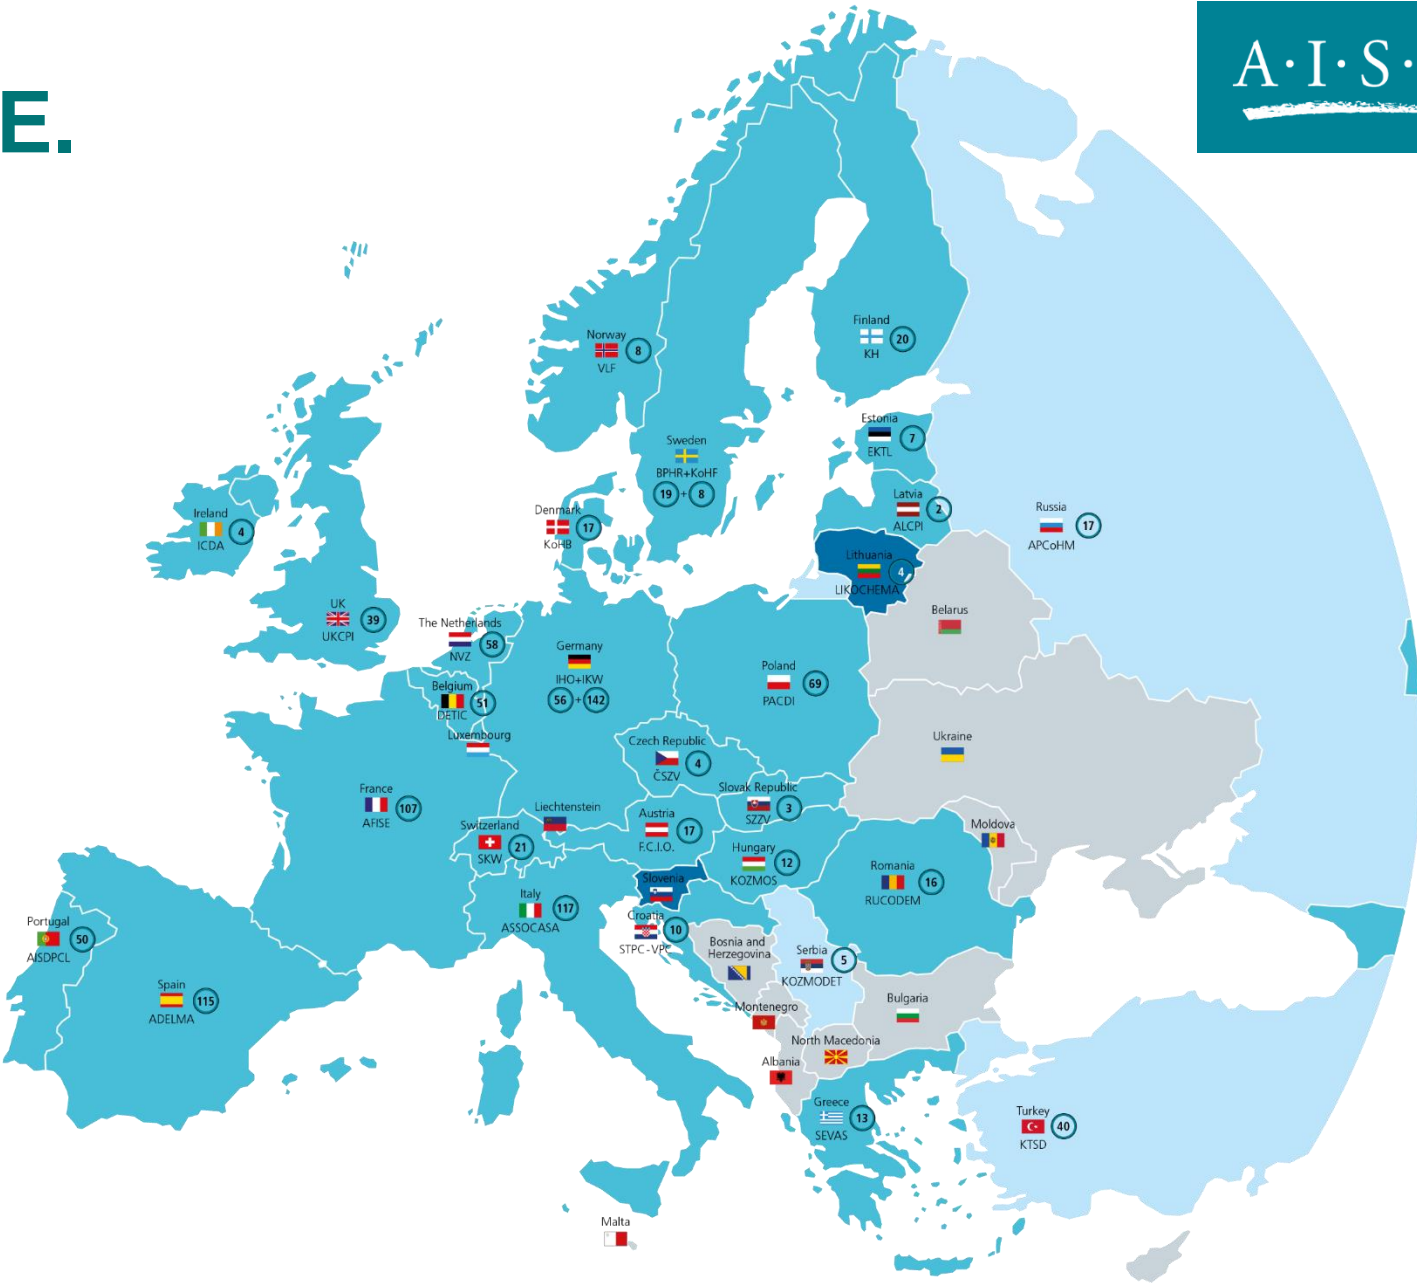 A·I·S·
E.
Norway
8
VLF
Finland
20
KH
Sweden
BPHR+KoHF
19 + 8
Estonia
7
EKTL
Latvia
2
ALCPI
Lithuania
4
LIKOCHEMA
Russia
17
APCoHM
Ireland
4
ICDA
Denmark
17
KoHB
UK
39
UKCPI
The Netherlands
58
NVZ
Belgium
51
DETIC
Luxembourg
Germany
IHO+IKW
56 + 142
Poland
69
PACDI
Belarus
Ukraine
Moldova
Czech Republic
4
ČSZV
Slovak Republic
3
SZZV
France
107
AFISE
Liechtenstein
Switzerland
21
SKW
Austria
17
F.C.I.O.
Hungary
12
KOZMOS
Romania
16
RUCODEM
Slovenia
Italy
117
ASSOCASA
Croatia
10
STPC-VPC
Bosnia and
Herzegovina
Serbia
5
KOZMODET
Portugal
50
AISDPCL
Spain
115
ADELMA
Montenegro
Bulgaria
North Macedonia
Albania
Greece
13
SEVAS
Turkey
40
KTSD
Malta